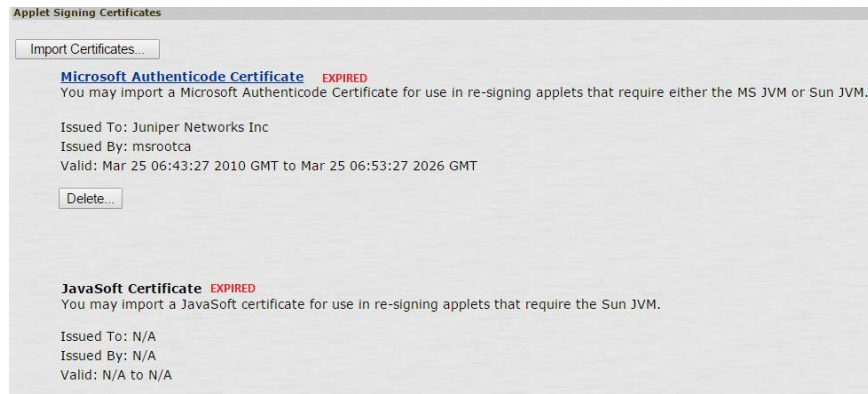 Applet Signing Certificates
Import Certificates...
Microsoft Authenticode Certificate EXPIRED
You may import a Microsoft Authenticode Certificate for use in re-signing applets that require either the MS JVM or Sun JVM.
Issued To: Juniper Networks Inc
Issued By: msrootca
Valid: Mar 25 06:43:27 2010 GMT to Mar 25 06:53:27 2026 GMT
Delete...
JavaSoft Certificate EXPIRED
You may import a JavaSoft certificate for use in re-signing applets that require the Sun JVM.
Issued To: N/A
Issued By: N/A
Valid: N/A to N/A